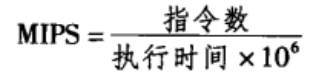 MIPS = 指令数
执行时间 × 10⁶